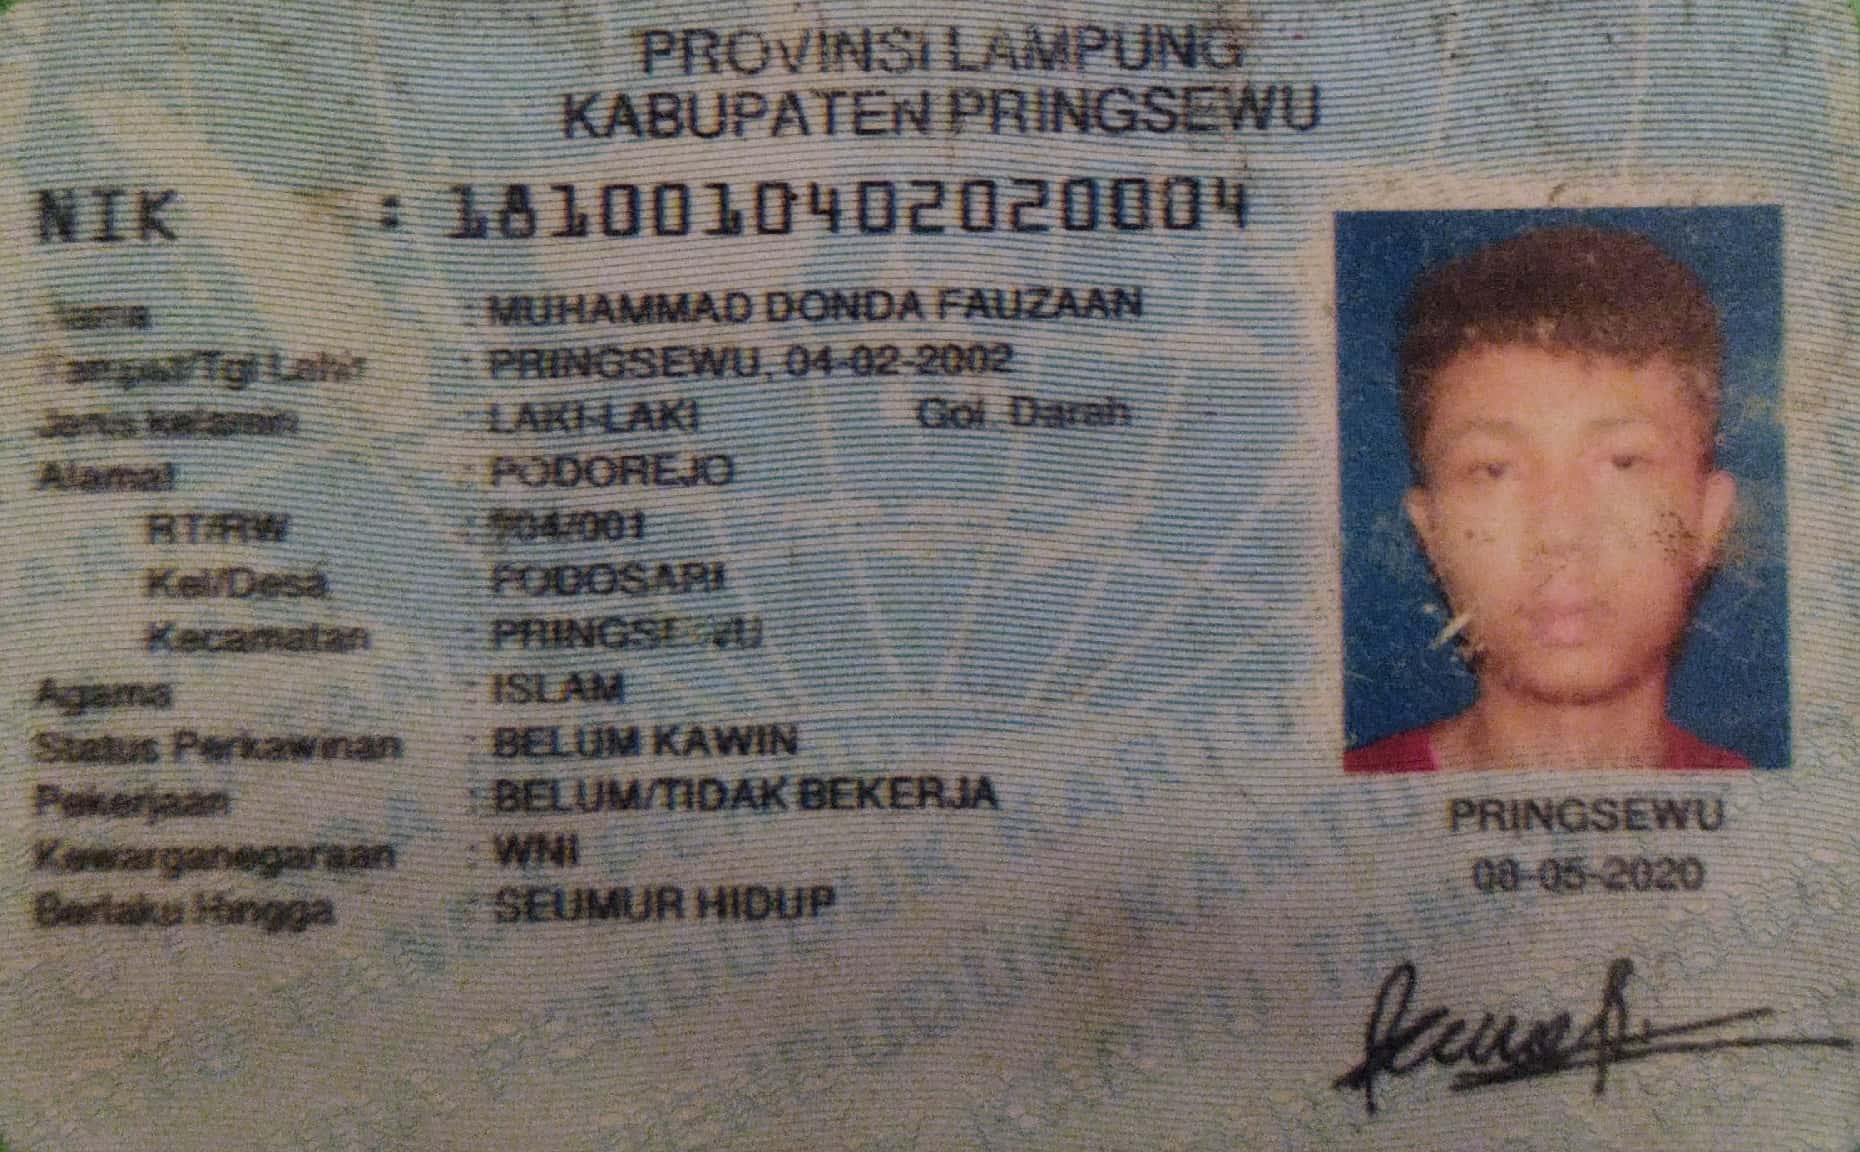 PROVINSI LAMPUNG
KABUPATEN PRINGSEWU
NIK : 1810010402020004
Nama : MUHAMMAD DONDA FAUZAAN
Tempat/Tgl Lahir : PRINGSEWU, 04-02-2002
Jenis kelamin : LAKI-LAKI Gol. Darah
Alamat : PODOREJO
RT/RW : 004/001
Kel/Desa : PODOSARI
Kecamatan : PRINGSEWU
Agama : ISLAM
Status Perkawinan : BELUM KAWIN
Pekerjaan : BELUM/TIDAK BEKERJA
Kewarganegaraan : WNI
Berlaku Hingga : SEUMUR HIDUP
PRINGSEWU
08-05-2020